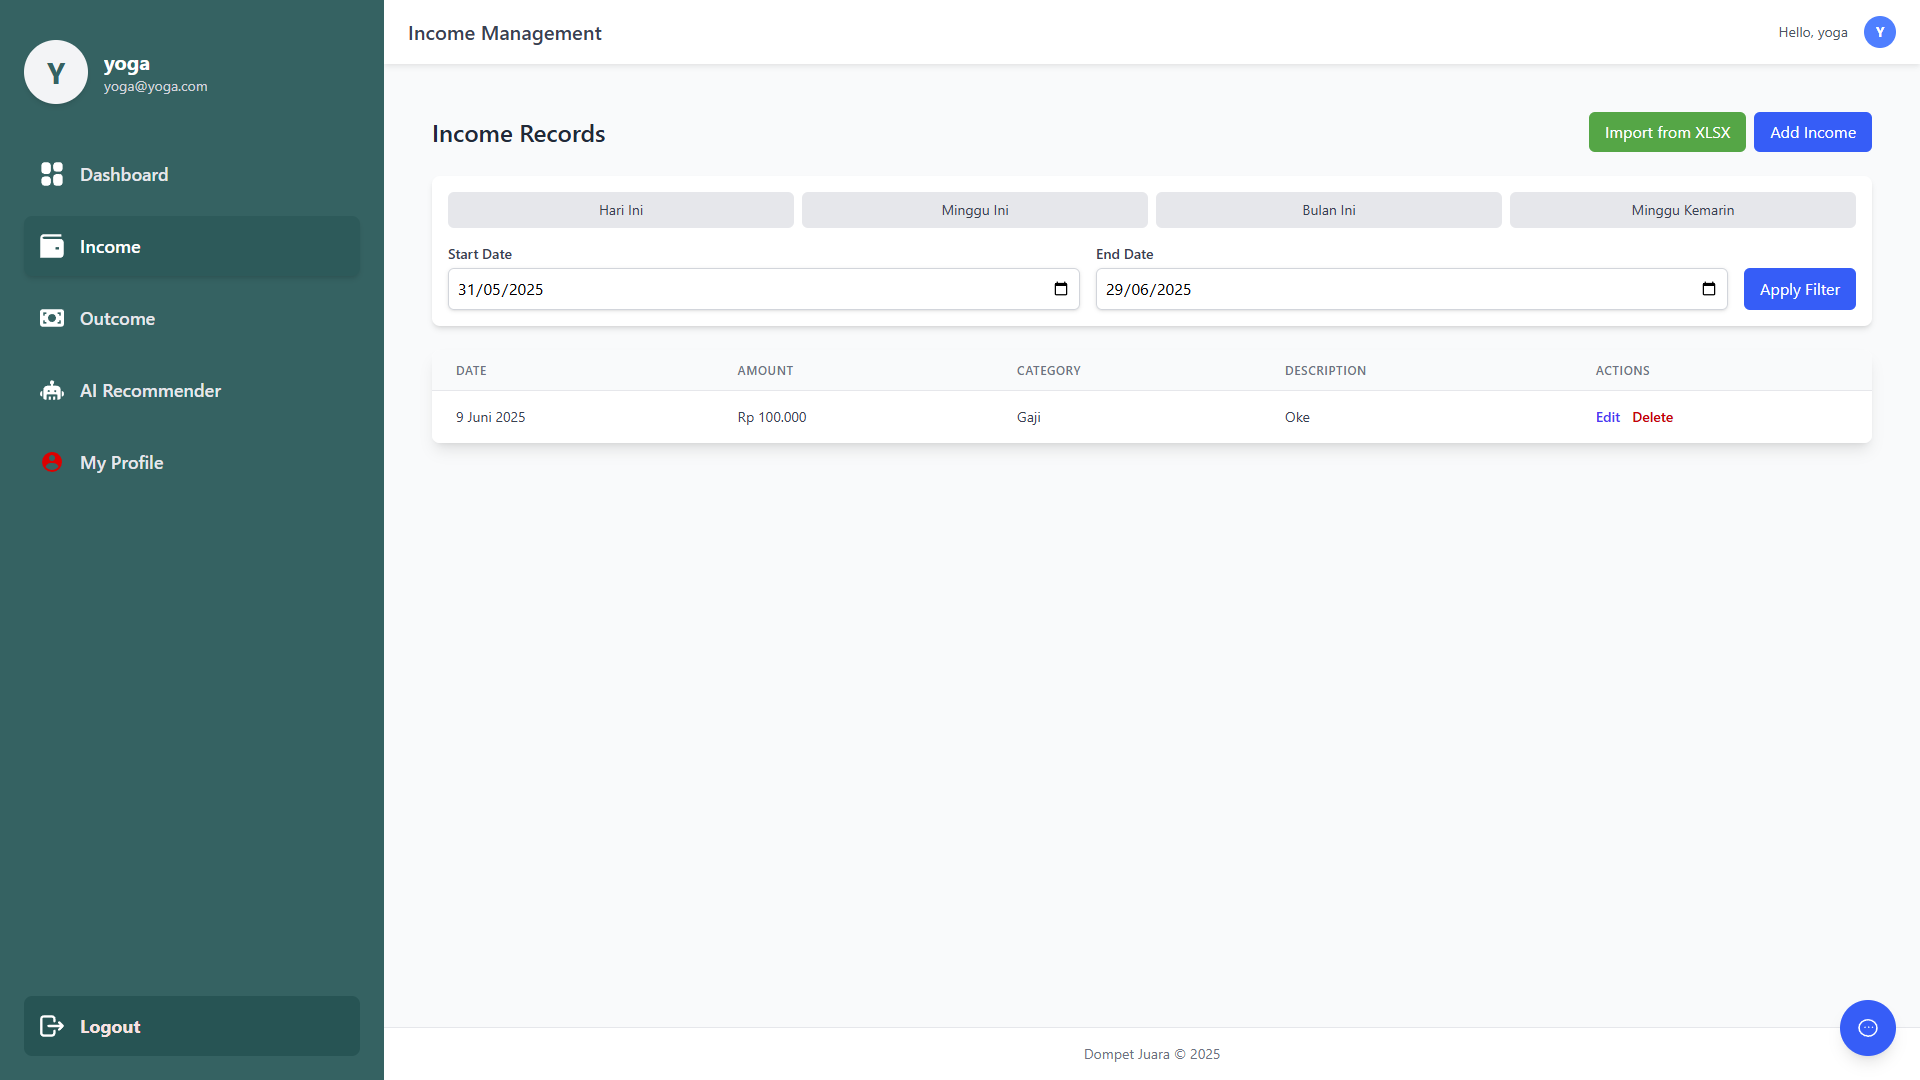 Y
yoga
yoga@yoga.com
Dashboard
Income
Outcome
AI Recommender
My Profile
Logout
Income Management
Hello, yoga
Y
Income Records
Import from XLSX
Add Income
Hari Ini
Minggu Ini
Bulan Ini
Minggu Kemarin
Start Date
31/05/2025
End Date
29/06/2025
Apply Filter
DATE AMOUNT CATEGORY DESCRIPTION ACTIONS
9 Juni 2025 Rp 100.000 Gaji Oke Edit Delete
Dompet Juara © 2025